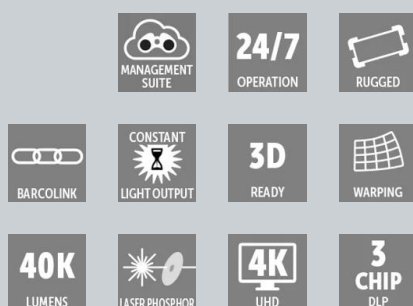 MANAGEMENT
SUITE
24/7
OPERATION
RUGGED
BARCOLINK
CONSTANT
LIGHT OUTPUT
3D
READY
WARPING
40K
LUMENS
LASER PHOSPHOR
4K
UHD
3
CHIP
DLP